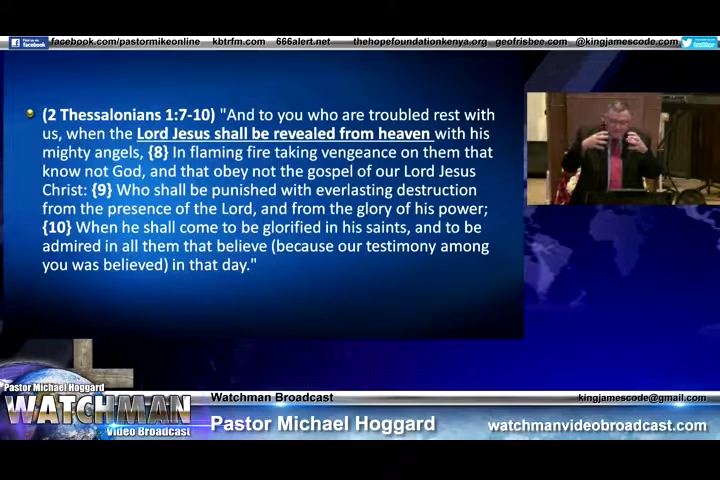 Find us on facebook
facebook.com/pastormikeonline kbtrfm.com 666alert.net thehopefoundationkenya.org geofrisbee.com @kingjamescode.com
twitter
(2 Thessalonians 1:7-10) "And to you who are troubled rest with
us, when the Lord Jesus shall be revealed from heaven with his
mighty angels, {8} In flaming fire taking vengeance on them that
know not God, and that obey not the gospel of our Lord Jesus
Christ: {9} Who shall be punished with everlasting destruction
from the presence of the Lord, and from the glory of his power;
{10} When he shall come to be glorified in his saints, and to be
admired in all them that believe (because our testimony among
you was believed) in that day."
Pastor Michael Hoggard
WATCHMAN
Video Broadcast
Watchman Broadcast kingjamescode@gmail.com
Pastor Michael Hoggard watchmanvideobroadcast.com